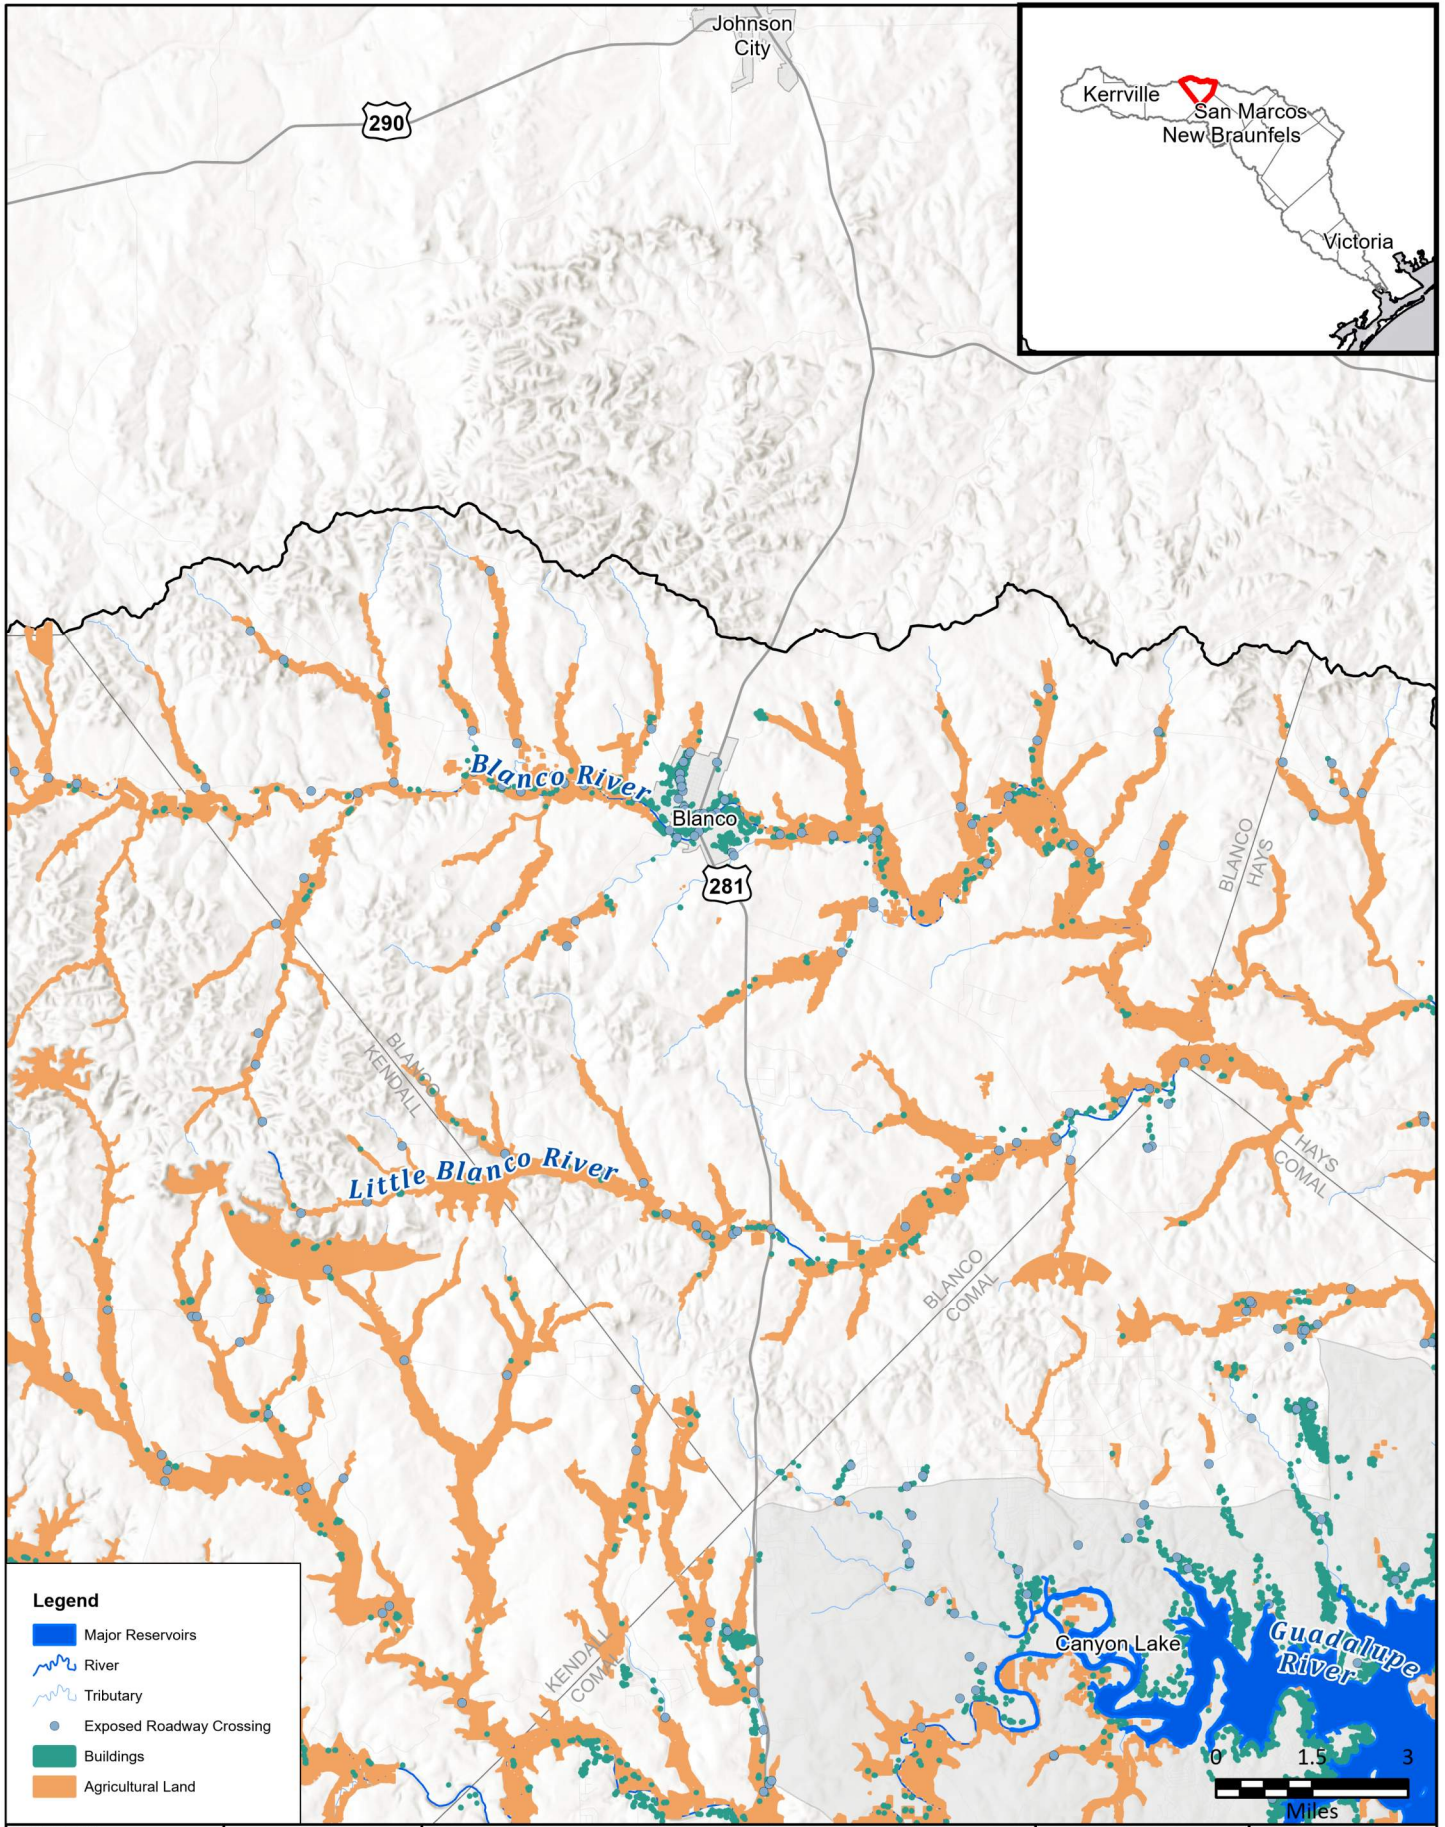 Johnson
City
290
Kerrville
San Marcos
New Braunfels
Victoria
Blanco River
Blanco
281
BLANCO
HAYS
BLANCO
KENDALL
Little Blanco River
HAYS
COMAL
BLANCO
COMAL
KENDALL
COMAL
Canyon Lake
Guadalupe
River
Legend
Major Reservoirs
River
Tributary
Exposed Roadway Crossing
Buildings
Agricultural Land
0 1.5 3
Miles